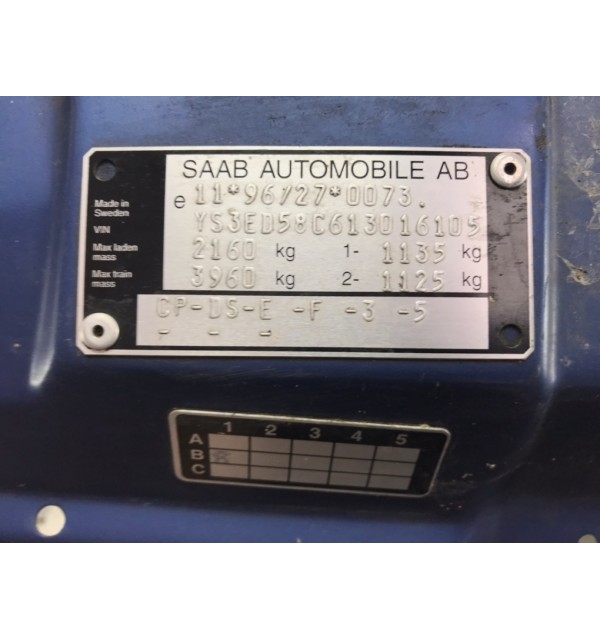 SAAB AUTOMOBILE AB
e 11*96/27*0073.
Made in
Sweden
VIN YS3ED58C613016105
Max laden
mass 2160 kg 1- 1135 kg
Max train
mass 3960 kg 2- 1125 kg
CP-DS-E -F -3 -5
- - -
1 2 3 4 5
A
B
C